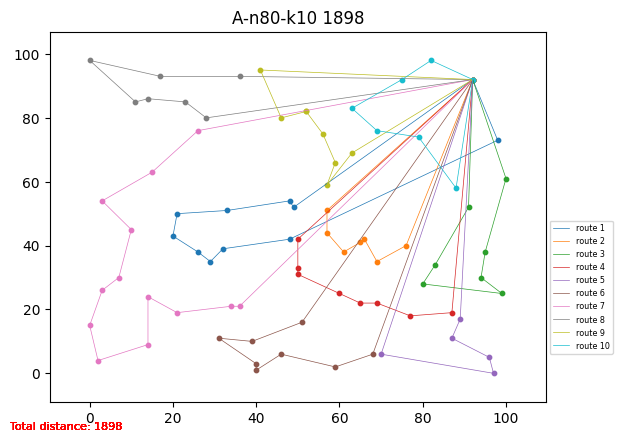 A-n80-k10 1898
100
80
60
40
20
0
0 20 40 60 80 100
route 1
route 2
route 3
route 4
route 5
route 6
route 7
route 8
route 9
route 10
Total distance: 1898